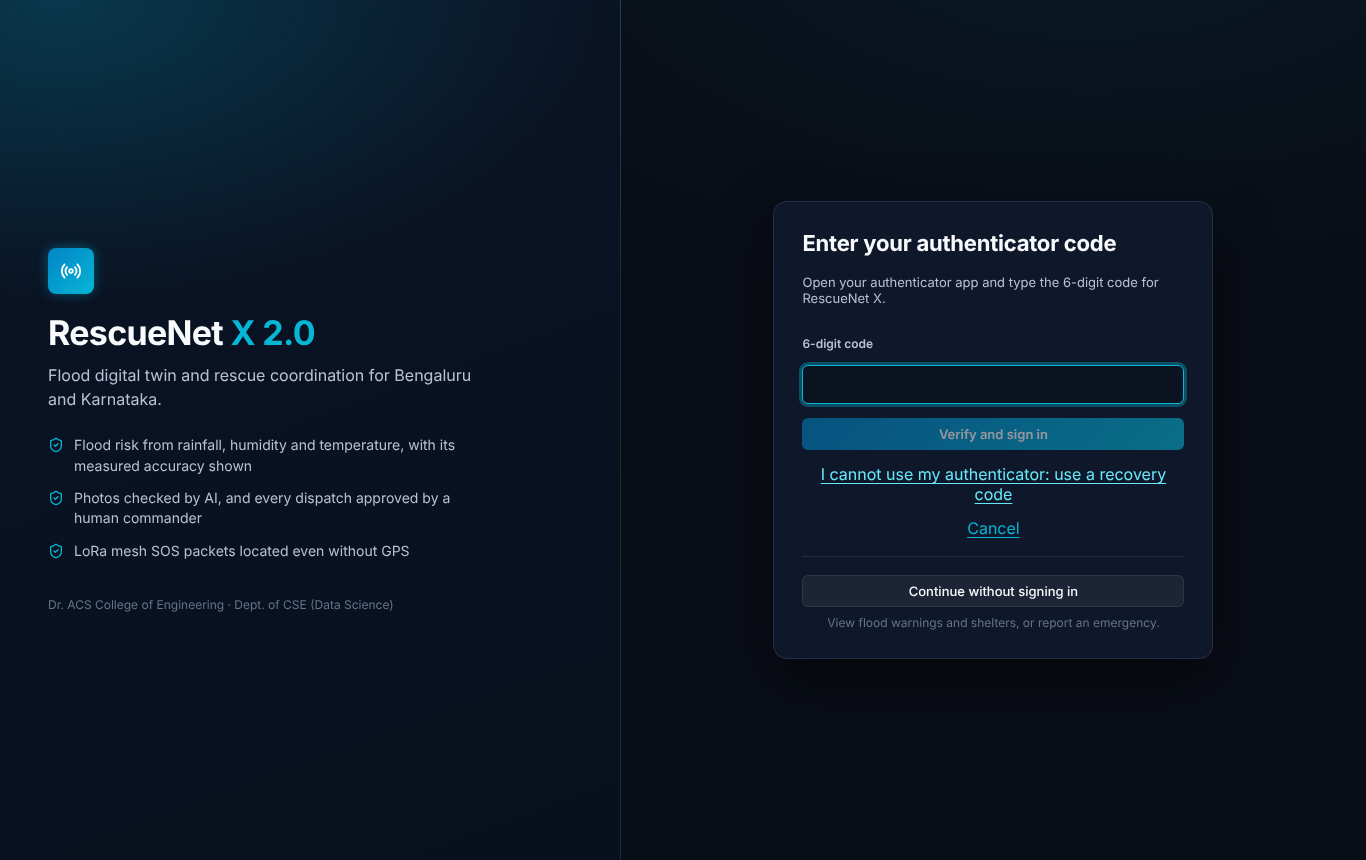 RescueNet X 2.0
Flood digital twin and rescue coordination for Bengaluru
and Karnataka.
Flood risk from rainfall, humidity and temperature, with its
measured accuracy shown
Photos checked by AI, and every dispatch approved by a
human commander
LoRa mesh SOS packets located even without GPS
Dr. ACS College of Engineering · Dept. of CSE (Data Science)
Enter your authenticator code
Open your authenticator app and type the 6-digit code for
RescueNet X.
6-digit code
Verify and sign in
I cannot use my authenticator: use a recovery
code
Cancel
Continue without signing in
View flood warnings and shelters, or report an emergency.